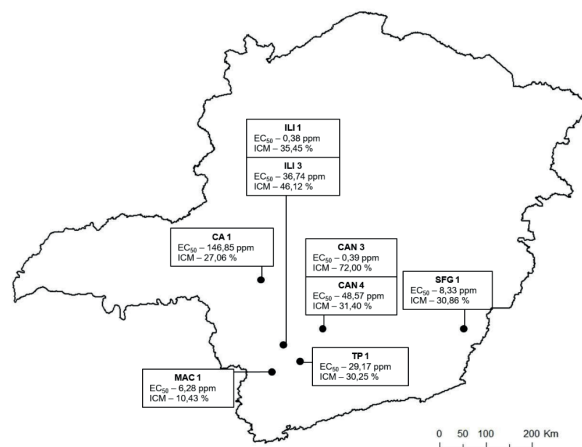 ILI 1
EC₅₀ – 0,38 ppm
ICM – 35,45 %
ILI 3
EC₅₀ – 36,74 ppm
ICM – 46,12 %
CA 1
EC₅₀ – 146,85 ppm
ICM – 27,06 %
CAN 3
EC₅₀ – 0,39 ppm
ICM – 72,00 %
CAN 4
EC₅₀ – 48,57 ppm
ICM – 31,40 %
SFG 1
EC₅₀ – 8,33 ppm
ICM – 30,86 %
MAC 1
EC₅₀ – 6,28 ppm
ICM – 10,43 %
TP 1
EC₅₀ – 29,17 ppm
ICM – 30,25 %
0 50 100 200 Km